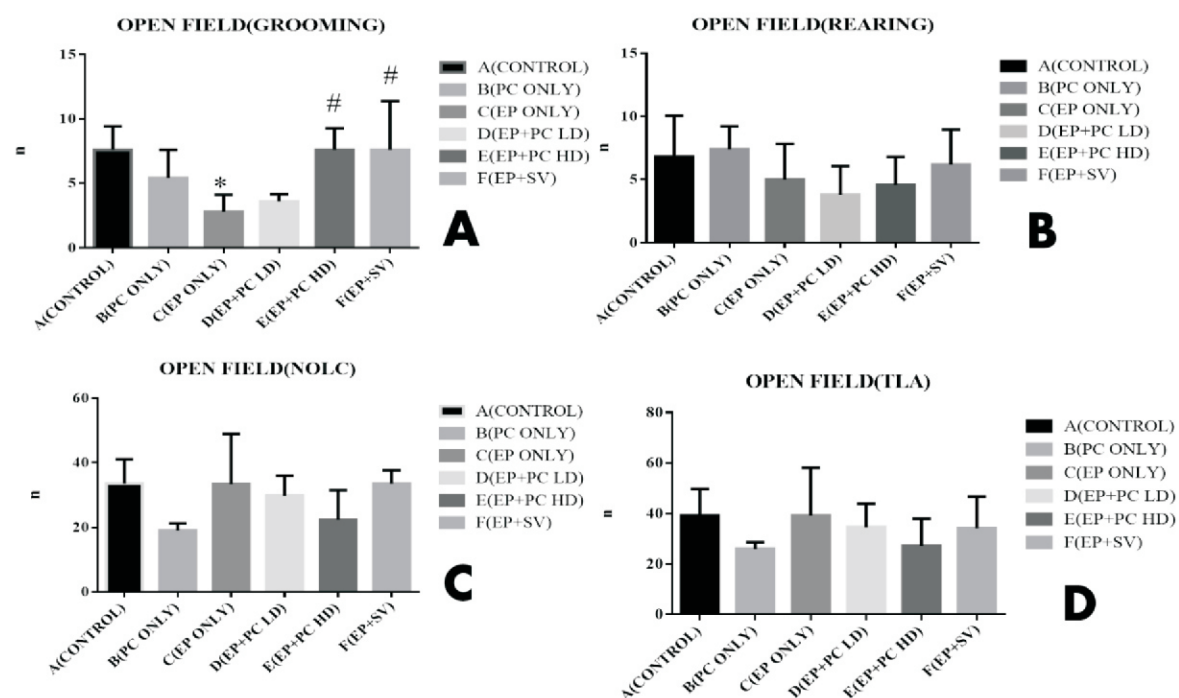 OPEN FIELD(GROOMING)
15
10
5
0
n
*
#
#
A(CONTROL)
B(PC ONLY)
C(EP ONLY)
D(EP+PC LD)
E(EP+PC HD)
F(EP+SV)
A(CONTROL)
B(PC ONLY)
C(EP ONLY)
D(EP+PC LD)
E(EP+PC HD)
F(EP+SV)
A
OPEN FIELD(REARING)
15
10
5
0
n
A(CONTROL)
B(PC ONLY)
C(EP ONLY)
D(EP+PC LD)
E(EP+PC HD)
F(EP+SV)
A(CONTROL)
B(PC ONLY)
C(EP ONLY)
D(EP+PC LD)
E(EP+PC HD)
F(EP+SV)
B
OPEN FIELD(NOLC)
60
40
20
0
n
A(CONTROL)
B(PC ONLY)
C(EP ONLY)
D(EP+PC LD)
E(EP+PC HD)
F(EP+SV)
A(CONTROL)
B(PC ONLY)
C(EP ONLY)
D(EP+PC LD)
E(EP+PC HD)
F(EP+SV)
C
OPEN FIELD(TLA)
80
60
40
20
0
n
A(CONTROL)
B(PC ONLY)
C(EP ONLY)
D(EP+PC LD)
E(EP+PC HD)
F(EP+SV)
A(CONTROL)
B(PC ONLY)
C(EP ONLY)
D(EP+PC LD)
E(EP+PC HD)
F(EP+SV)
D